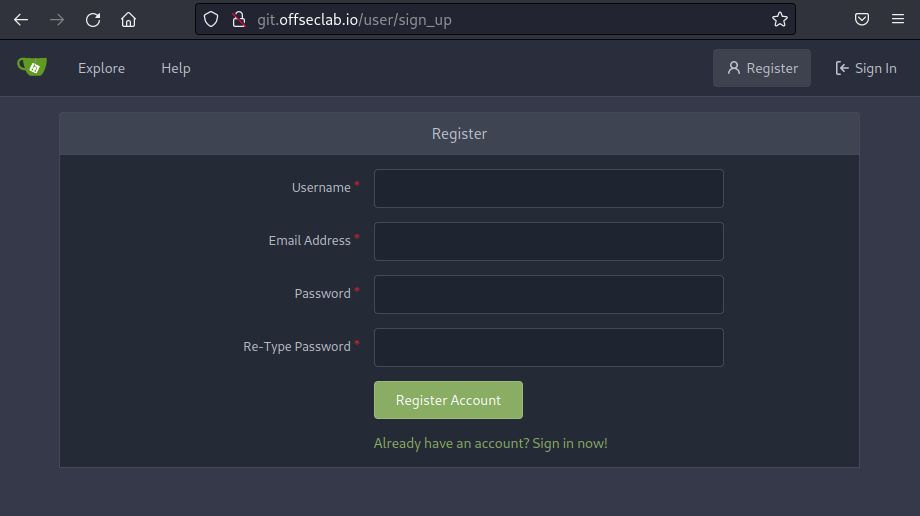 git.offseclab.io/user/sign_up
Explore Help Register Sign In
Register
Username *
Email Address *
Password *
Re-Type Password *
Register Account
Already have an account? Sign in now!